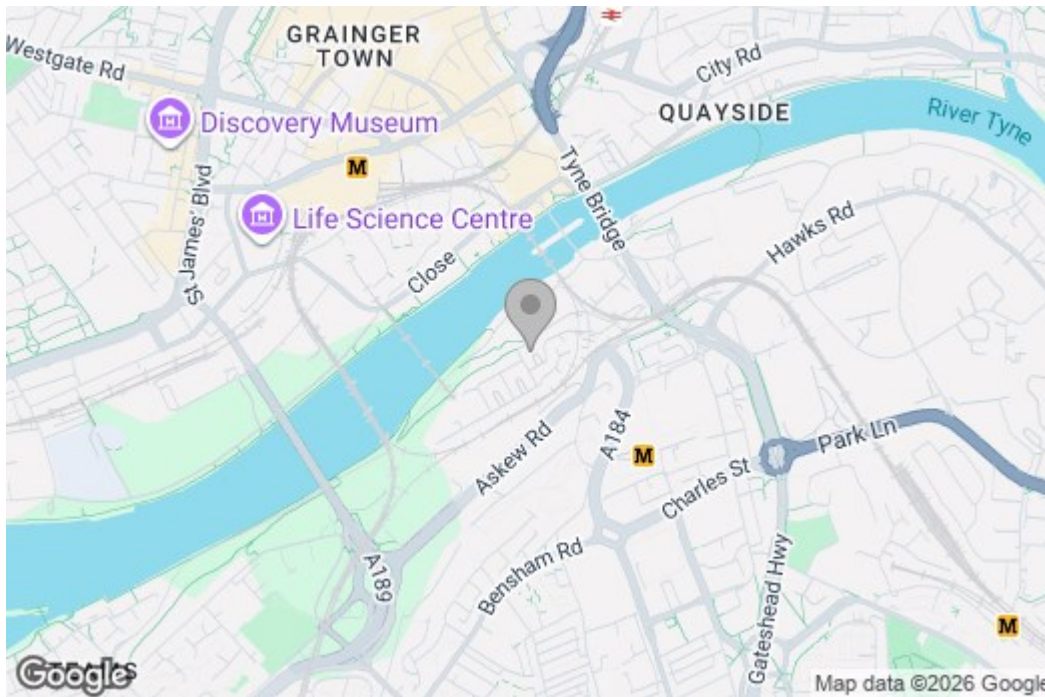 GRAINGER
TOWN
Westgate Rd
City Rd
QUAYSIDE
River Tyne
Discovery Museum
M
Tyne Bridge
St James' Blvd
Life Science Centre
Hawks Rd
Close
A184
Park Ln
Askew Rd
M
Charles St
A189
Bensham Rd
Gateshead Hwy
M
Google
Map data ©2026 Google